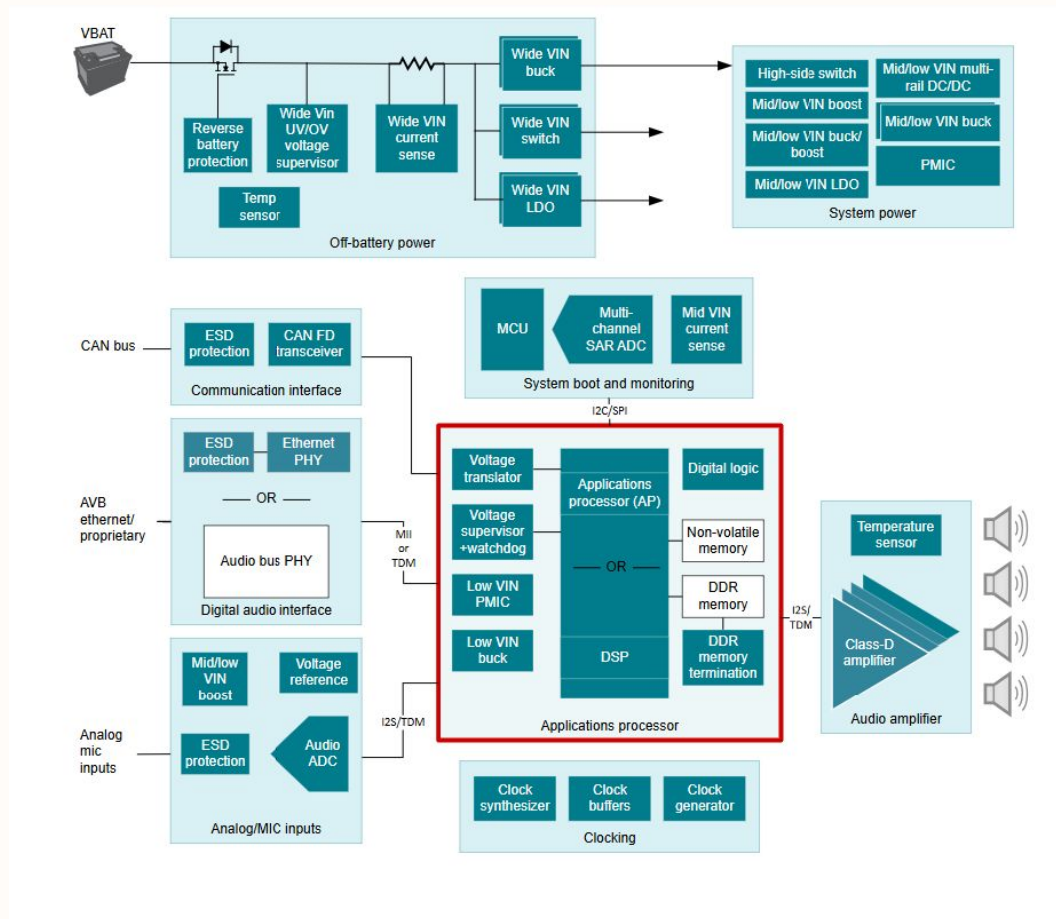 VBAT
Reverse
battery
protection
Wide Vin
UV/OV
voltage
supervisor
Wide VIN
current
sense
Wide VIN
buck
Wide VIN
switch
Wide VIN
LDO
Temp
sensor
Off-battery power
High-side switch
Mid/low VIN boost
Mid/low VIN buck/
boost
Mid/low VIN LDO
Mid/low VIN multi-
rail DC/DC
Mid/low VIN buck
PMIC
System power
MCU
Multi-
channel
SAR ADC
Mid VIN
current
sense
System boot and monitoring
I2C/SPI
CAN bus
ESD
protection
CAN FD
transceiver
Communication interface
AVB
ethernet/
proprietary
ESD
protection
Ethernet
PHY
OR
Audio bus PHY
Digital audio interface
MII
or
TDM
Analog
mic
inputs
Mid/low
VIN
boost
Voltage
reference
ESD
protection
Audio
ADC
Analog/MIC inputs
I2S/TDM
Voltage
translator
Voltage
supervisor
+watchdog
Low VIN
PMIC
Low VIN
buck
Applications
processor (AP)
OR
DSP
Digital logic
Non-volatile
memory
DDR
memory
DDR
memory
termination
Applications processor
I2S/
TDM
Temperature
sensor
Class-D
amplifier
Audio amplifier
Clock
synthesizer
Clock
buffers
Clock
generator
Clocking